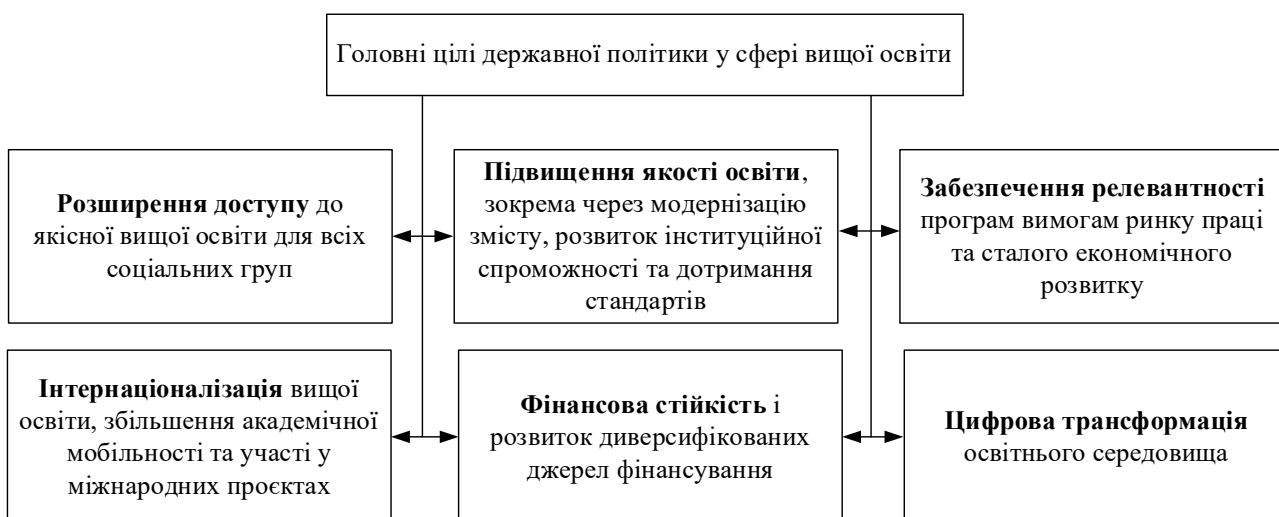 Головні цілі державної політики у сфері вищої освіти
Розширення доступу до
якісної вищої освіти для всіх
соціальних груп
Підвищення якості освіти,
зокрема через модернізацію
змісту, розвиток інституційної
спроможності та дотримання
стандартів
Забезпечення релевантності
програм вимогам ринку праці
та сталого економічного
розвитку
Інтернаціоналізація вищої
освіти, збільшення академічної
мобільності та участі у
міжнародних проєктах
Фінансова стійкість і
розвиток диверсифікованих
джерел фінансування
Цифрова трансформація
освітнього середовища